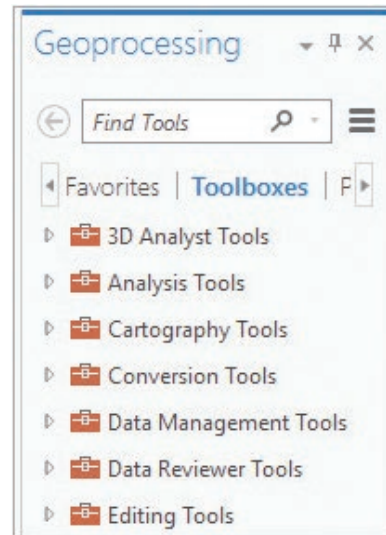 Geoprocessing
Find Tools
Favorites | Toolboxes | P
3D Analyst Tools
Analysis Tools
Cartography Tools
Conversion Tools
Data Management Tools
Data Reviewer Tools
Editing Tools